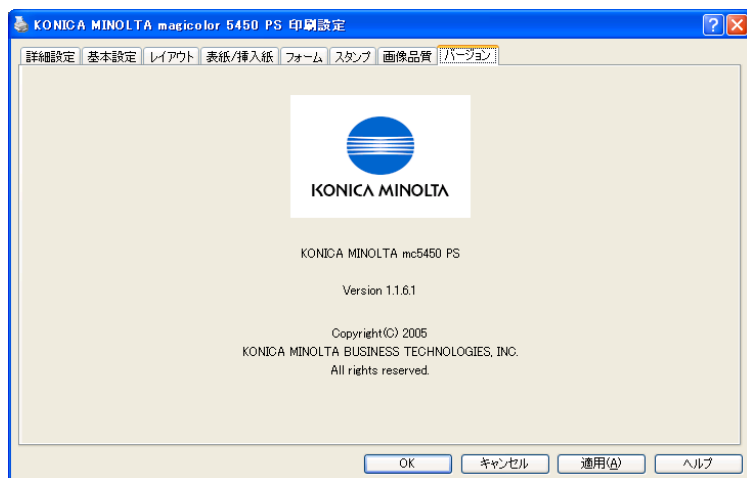 KONICA MINOLTA magicolor 5450 PS 印刷設定
詳細設定 基本設定 レイアウト 表紙/挿入紙 フォーム スタンプ 画像品質 バージョン
KONICA MINOLTA
KONICA MINOLTA mc5450 PS
Version 1.1.6.1
Copyright(C) 2005
KONICA MINOLTA BUSINESS TECHNOLOGIES, INC.
All rights reserved.
OK キャンセル 適用(A) ヘルプ